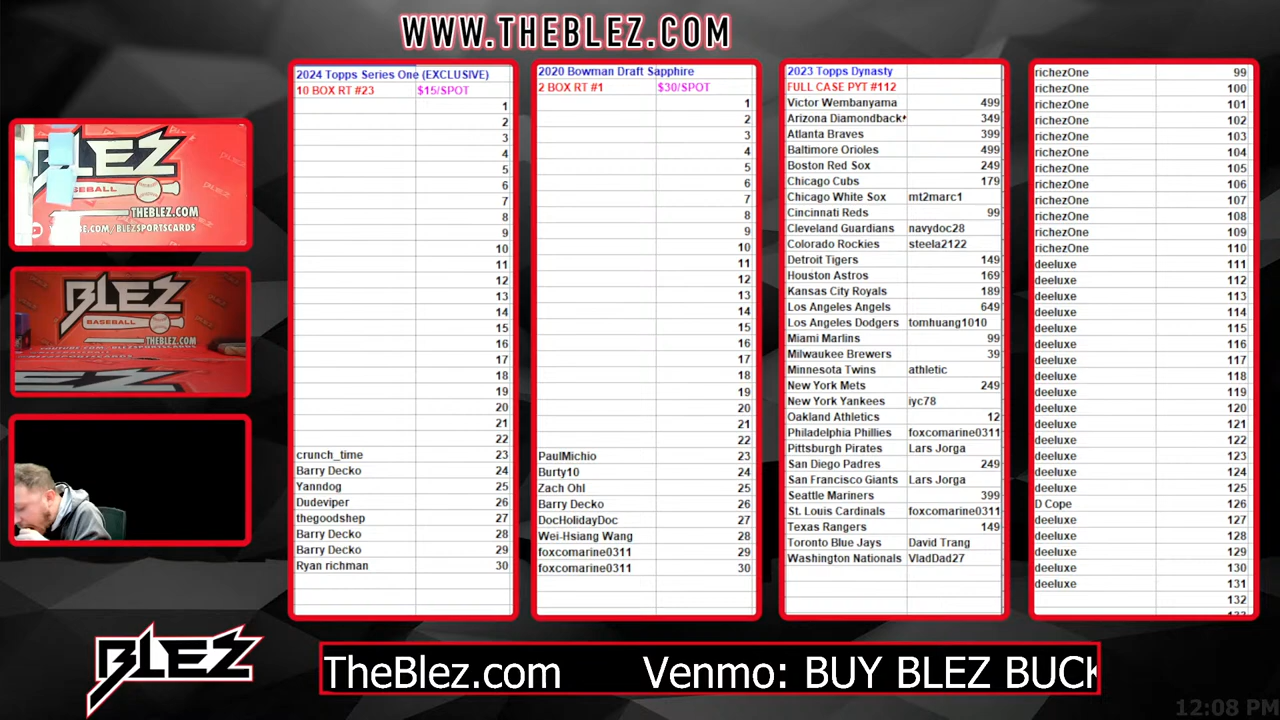 WWW.THEBLEZ.COM
2024 Topps Series One (EXCLUSIVE)
10 BOX RT #23 $15/SPOT
1
2
3
4
5
6
7
8
9
10
11
12
13
14
15
16
17
18
19
20
21
22
crunch_time 23
Barry Decko 24
Yanndog 25
Dudeviper 26
thegoodshep 27
Barry Decko 28
Barry Decko 29
Ryan richman 30
2020 Bowman Draft Sapphire
2 BOX RT #1 $30/SPOT
1
2
3
4
5
6
7
8
9
10
11
12
13
14
15
16
17
18
19
20
21
22
PaulMichio 23
Burty10 24
Zach Ohl 25
Barry Decko 26
DocHolidayDoc 27
Wei-Hsiang Wang 28
foxcomarine0311 29
foxcomarine0311 30
2023 Topps Dynasty
FULL CASE PYT #112
Victor Wembanyama 499
Arizona Diamondback 349
Atlanta Braves 399
Baltimore Orioles 499
Boston Red Sox 249
Chicago Cubs 179
Chicago White Sox mt2marc1
Cincinnati Reds 99
Cleveland Guardians navydoc28
Colorado Rockies steela2122
Detroit Tigers 149
Houston Astros 169
Kansas City Royals 189
Los Angeles Angels 649
Los Angeles Dodgers tomhuang1010
Miami Marlins 99
Milwaukee Brewers 39
Minnesota Twins athletic
New York Mets 249
New York Yankees iyc78
Oakland Athletics 12
Philadelphia Phillies foxcomarine0311
Pittsburgh Pirates Lars Jorga
San Diego Padres 249
San Francisco Giants Lars Jorga
Seattle Mariners 399
St. Louis Cardinals foxcomarine0311
Texas Rangers 149
Toronto Blue Jays David Trang
Washington Nationals VladDad27
richezOne 99
richezOne 100
richezOne 101
richezOne 102
richezOne 103
richezOne 104
richezOne 105
richezOne 106
richezOne 107
richezOne 108
richezOne 109
richezOne 110
deeluxe 111
deeluxe 112
deeluxe 113
deeluxe 114
deeluxe 115
deeluxe 116
deeluxe 117
deeluxe 118
deeluxe 119
deeluxe 120
deeluxe 121
deeluxe 122
deeluxe 123
deeluxe 124
deeluxe 125
D Cope 126
deeluxe 127
deeluxe 128
deeluxe 129
deeluxe 130
deeluxe 131
132
BLEZ
THEBLEZ.COM
BLEZ
BASEBALL
THEBLEZ.COM
BLEZ
TheBlez.com Venmo: BUY BLEZ BUCK
12:08 PM